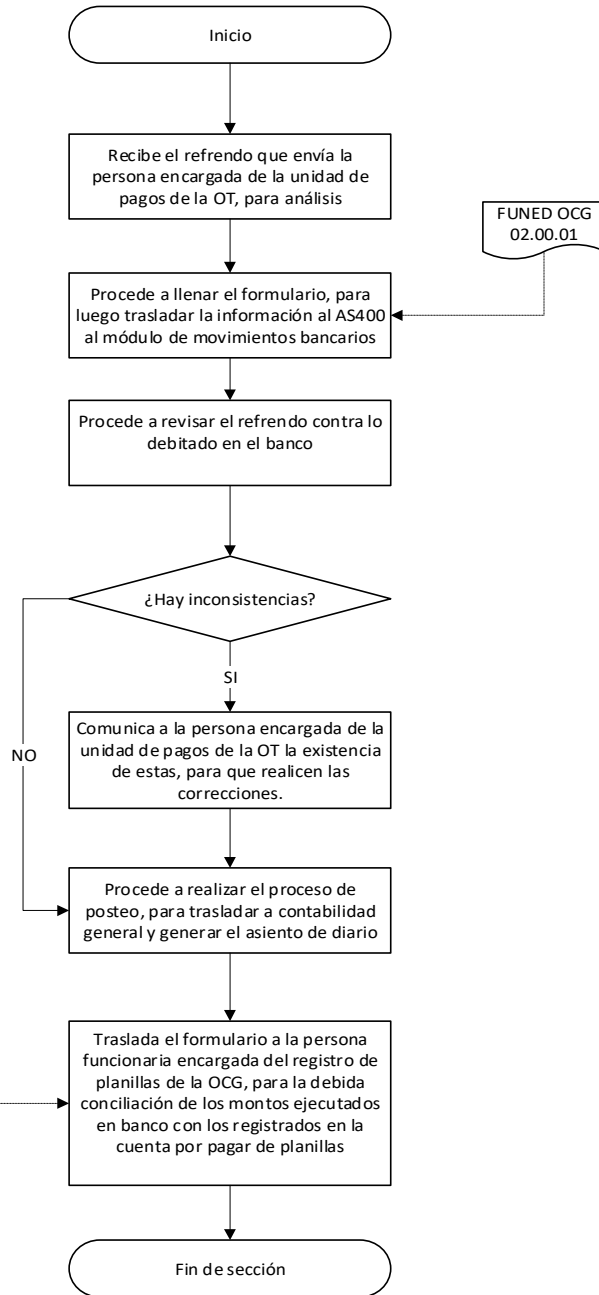 Inicio
Recibe el refrendo que envía la
persona encargada de la unidad de
pagos de la OT, para análisis
FUNED OCG
02.00.01
Procede a llenar el formulario, para
luego trasladar la información al AS400
al módulo de movimientos bancarios
Procede a revisar el refrendo contra lo
debitado en el banco
¿Hay inconsistencias?
SI
NO
Comunica a la persona encargada de la
unidad de pagos de la OT la existencia
de estas, para que realicen las
correcciones.
Procede a realizar el proceso de
posteo, para trasladar a contabilidad
general y generar el asiento de diario
Traslada el formulario a la persona
funcionaria encargada del registro de
planillas de la OCG, para la debida
conciliación de los montos ejecutados
en banco con los registrados en la
cuenta por pagar de planillas
Fin de sección